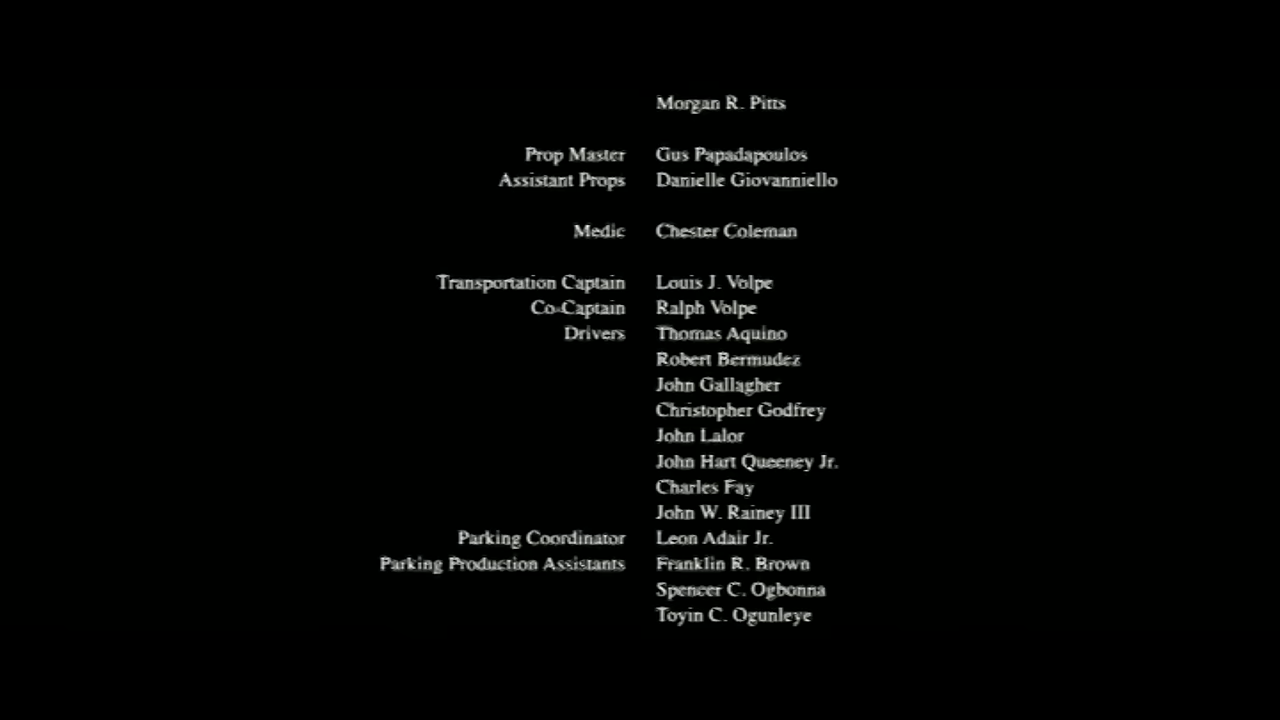 Morgan R. Pitts
Prop Master Gus Papadapoulos
Assistant Props Danielle Giovanniello
Medic Chester Coleman
Transportation Captain Louis J. Volpe
Co-Captain Ralph Volpe
Drivers Thomas Aquino
Robert Bermudez
John Gallagher
Christopher Godfrey
John Lalor
John Hart Queeney Jr.
Charles Fay
John W. Rainey III
Parking Coordinator Leon Adair Jr.
Parking Production Assistants Franklin R. Brown
Spencer C. Ogbonna
Toyin C. Ogunleye